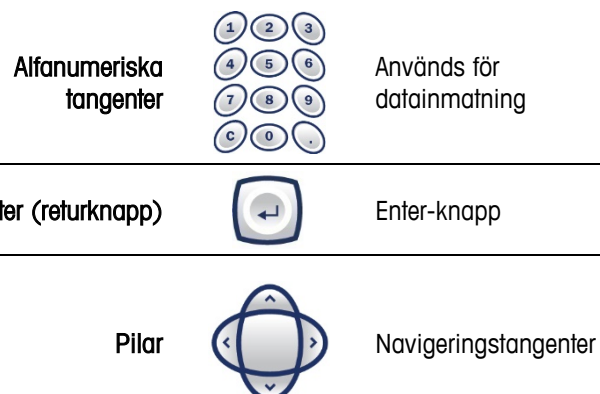 Alfanumeriska
tangenter
1 2 3
4 5 6
7 8 9
C 0 .
Används för
datainmatning
(returknapp)
Enter-knapp
Pilar
Navigeringstangenter